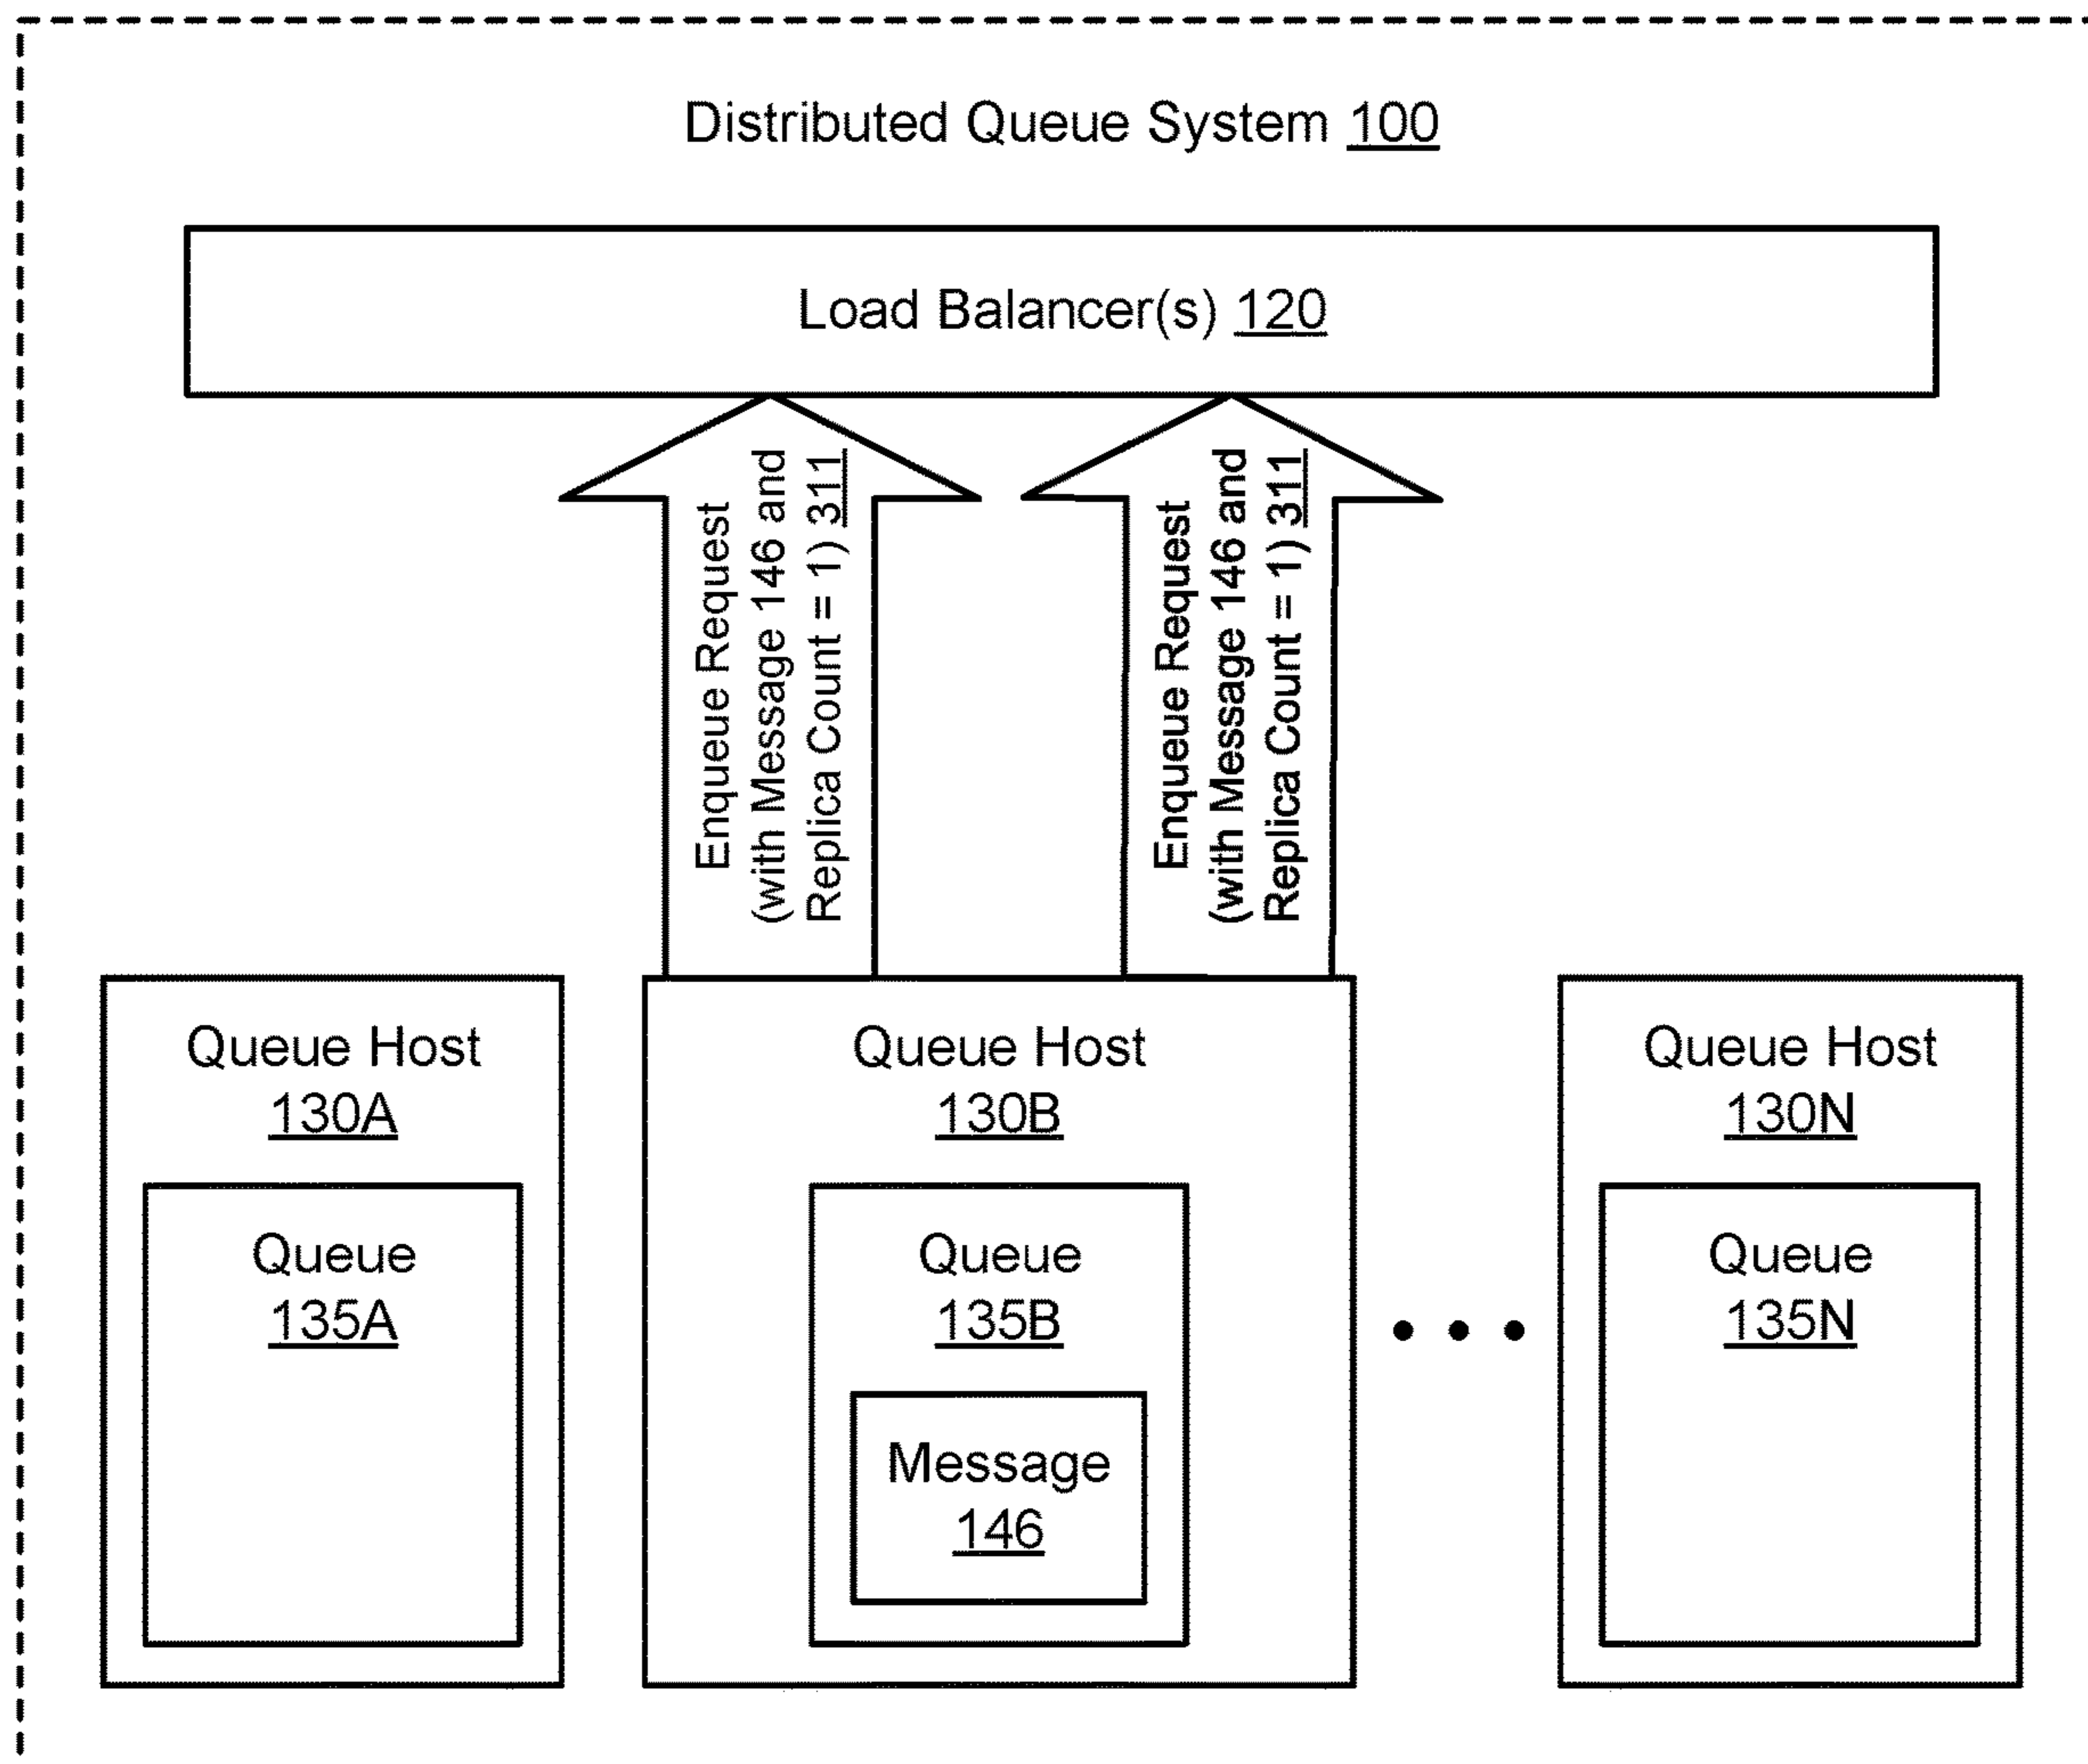 Distributed Queue System 100
Load Balancer(s) 120
Enqueue Request
(with Message 146 and
Replica Count = 1) 311
Enqueue Request
(with Message 146 and
Replica Count = 1) 311
Queue Host
130A
Queue
135A
Queue Host
130B
Queue
135B
Message
146
Queue Host
130N
Queue
135N